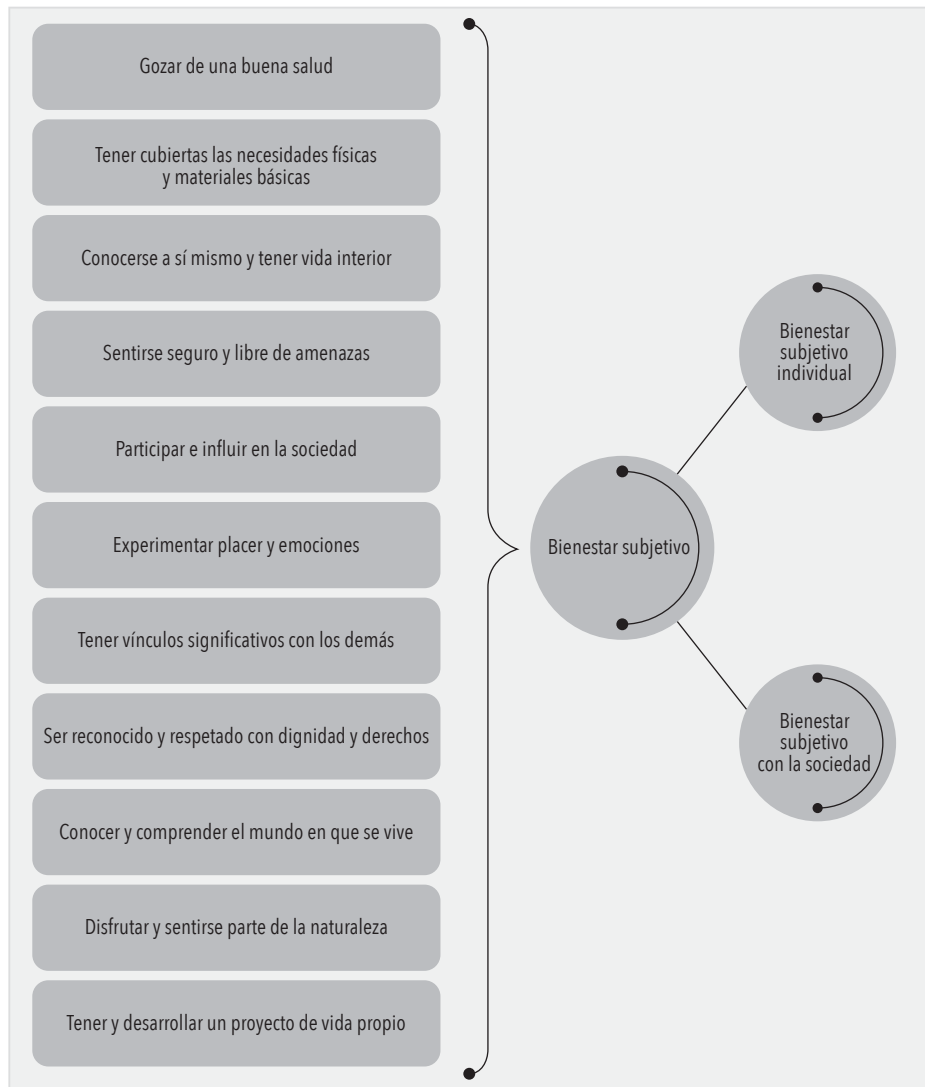 Gozar de una buena salud
Tener cubiertas las necesidades físicas
y materiales básicas
Conocerse a sí mismo y tener vida interior
Sentirse seguro y libre de amenazas
Participar e influir en la sociedad
Experimentar placer y emociones
Tener vínculos significativos con los demás
Ser reconocido y respetado con dignidad y derechos
Conocer y comprender el mundo en que se vive
Disfrutar y sentirse parte de la naturaleza
Tener y desarrollar un proyecto de vida propio
Bienestar subjetivo
Bienestar
subjetivo
individual
Bienestar
subjetivo
con la sociedad